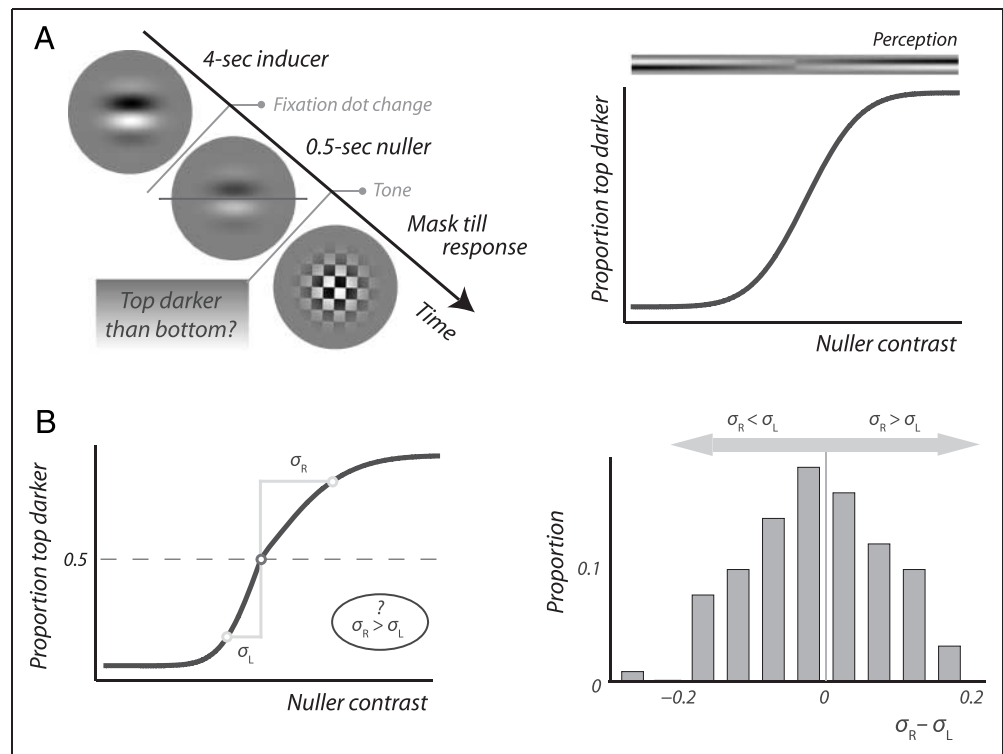 A
4-sec inducer
Fixation dot change
0.5-sec nuller
Tone
Mask till
response
Time
Top darker
than bottom?
Perception
Proportion top darker
Nuller contrast
B
Proportion top darker
0.5
σR
σL
?
σR > σL
Nuller contrast
σR < σL
σR > σL
Proportion
0.1
0
−0.2
0
0.2
σR − σL